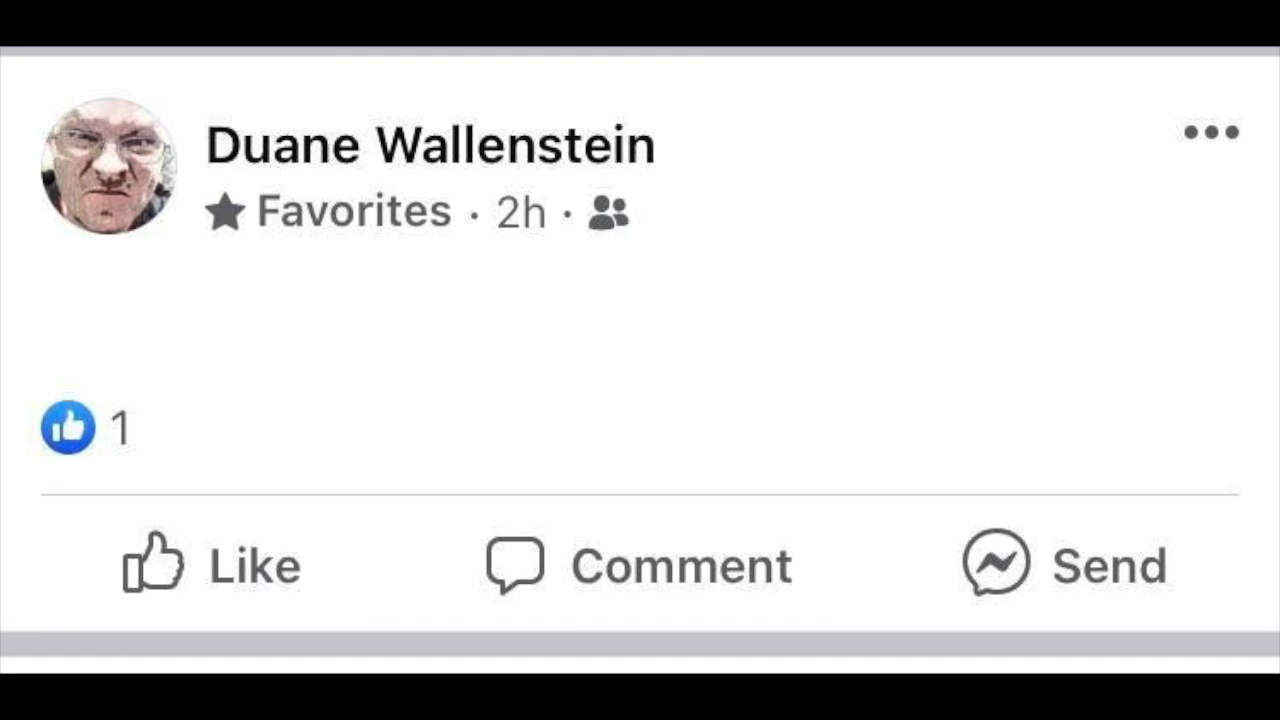 Duane Wallenstein
Favorites · 2h ·
1
Like Comment Send